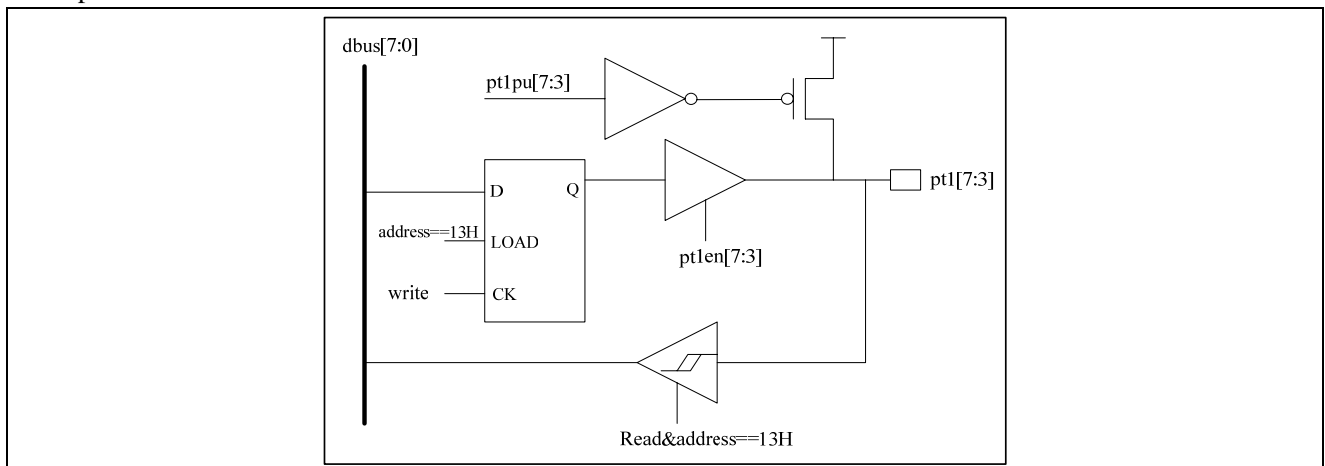 dbus[7:0]
pt1pu[7:3]
D
Q
pt1[7:3]
address==13H
LOAD
pt1en[7:3]
write
CK
Read&address==13H